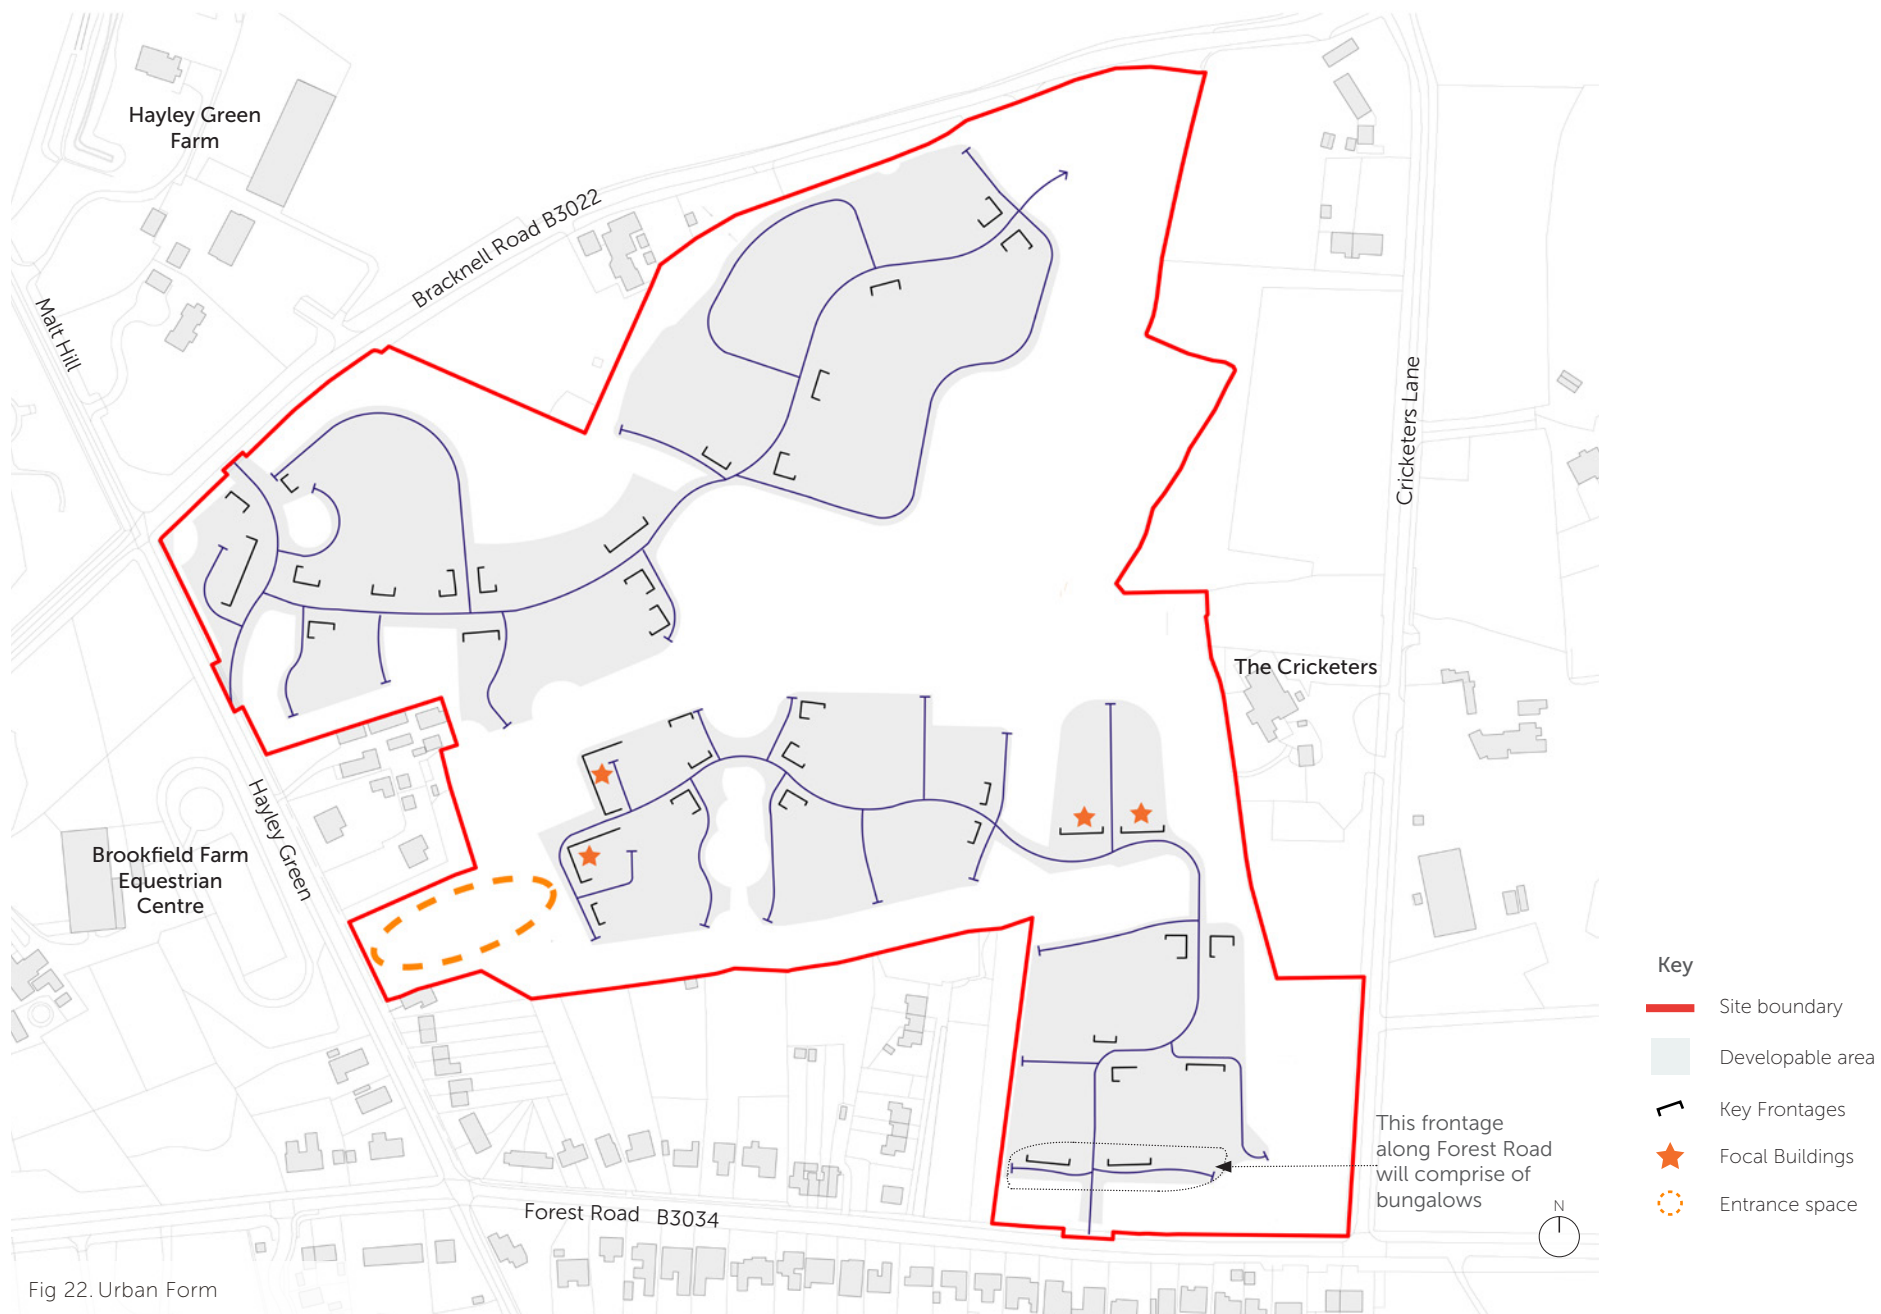 Hayley Green
Farm
Bracknell Road B3022
Malt Hill
Cricketers Lane
The Cricketers
Hayley Green
Brookfield Farm
Equestrian
Centre
Key
Site boundary
Developable area
Key Frontages
Focal Buildings
Entrance space
This frontage
along Forest Road
will comprise of
bungalows
N
Forest Road B3034
Fig 22. Urban Form